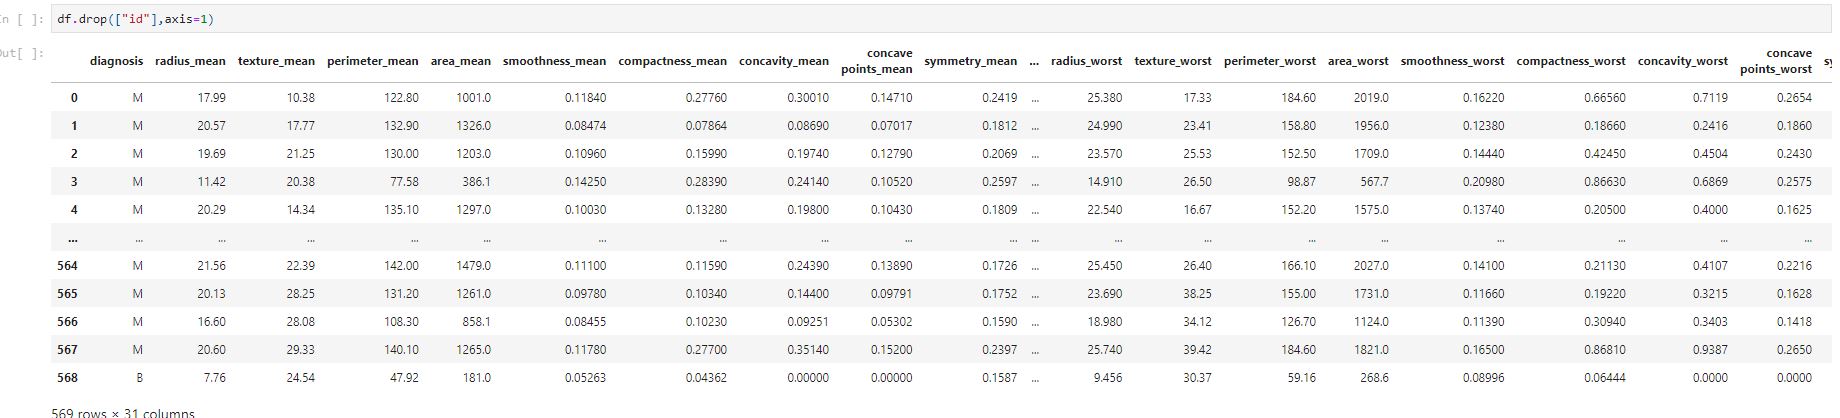 In [ ]: df.drop(["id"],axis=1)
Out[ ]:
diagnosis radius_mean texture_mean perimeter_mean area_mean smoothness_mean compactness_mean concavity_mean concave points_mean symmetry_mean ... radius_worst texture_worst perimeter_worst area_worst smoothness_worst compactness_worst concavity_worst concave points_worst sy
0 M 17.99 10.38 122.80 1001.0 0.11840 0.27760 0.30010 0.14710 0.2419 ... 25.380 17.33 184.60 2019.0 0.16220 0.66560 0.7119 0.2654
1 M 20.57 17.77 132.90 1326.0 0.08474 0.07864 0.08690 0.07017 0.1812 ... 24.990 23.41 158.80 1956.0 0.12380 0.18660 0.2416 0.1860
2 M 19.69 21.25 130.00 1203.0 0.10960 0.15990 0.19740 0.12790 0.2069 ... 23.570 25.53 152.50 1709.0 0.14440 0.42450 0.4504 0.2430
3 M 11.42 20.38 77.58 386.1 0.14250 0.28390 0.24140 0.10520 0.2597 ... 14.910 26.50 98.87 567.7 0.20980 0.86630 0.6869 0.2575
4 M 20.29 14.34 135.10 1297.0 0.10030 0.13280 0.19800 0.10430 0.1809 ... 22.540 16.67 152.20 1575.0 0.13740 0.20500 0.4000 0.1625
... ... ... ... ... ... ... ... ... ... ... ... ... ... ... ... ... ... ... ...
564 M 21.56 22.39 142.00 1479.0 0.11100 0.11590 0.24390 0.13890 0.1726 ... 25.450 26.40 166.10 2027.0 0.14100 0.21130 0.4107 0.2216
565 M 20.13 28.25 131.20 1261.0 0.09780 0.10340 0.14400 0.09791 0.1752 ... 23.690 38.25 155.00 1731.0 0.11660 0.19220 0.3215 0.1628
566 M 16.60 28.08 108.30 858.1 0.08455 0.10230 0.09251 0.05302 0.1590 ... 18.980 34.12 126.70 1124.0 0.11390 0.30940 0.3403 0.1418
567 M 20.60 29.33 140.10 1265.0 0.11780 0.27700 0.35140 0.15200 0.2397 ... 25.740 39.42 184.60 1821.0 0.16500 0.86810 0.9387 0.2650
568 B 7.76 24.54 47.92 181.0 0.05263 0.04362 0.00000 0.00000 0.1587 ... 9.456 30.37 59.16 268.6 0.08996 0.06444 0.0000 0.0000
569 rows × 31 columns